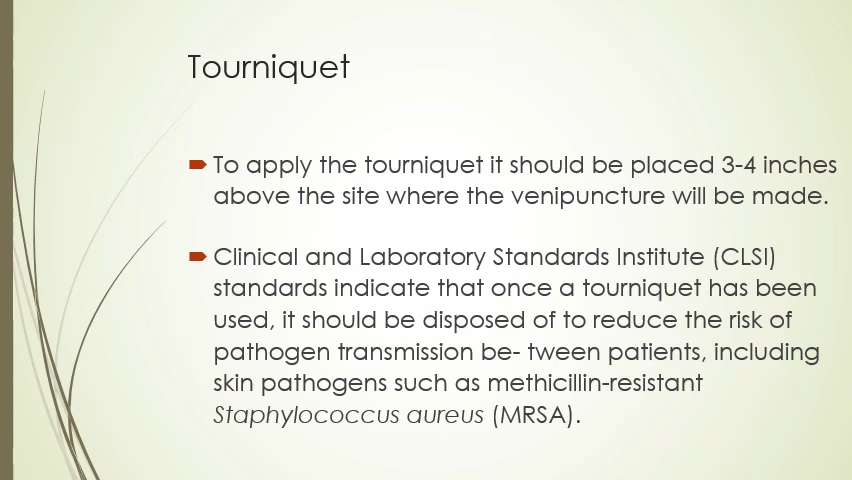 Tourniquet
To apply the tourniquet it should be placed 3-4 inches
above the site where the venipuncture will be made.
Clinical and Laboratory Standards Institute (CLSI)
standards indicate that once a tourniquet has been
used, it should be disposed of to reduce the risk of
pathogen transmission be- tween patients, including
skin pathogens such as methicillin-resistant
Staphylococcus aureus (MRSA).